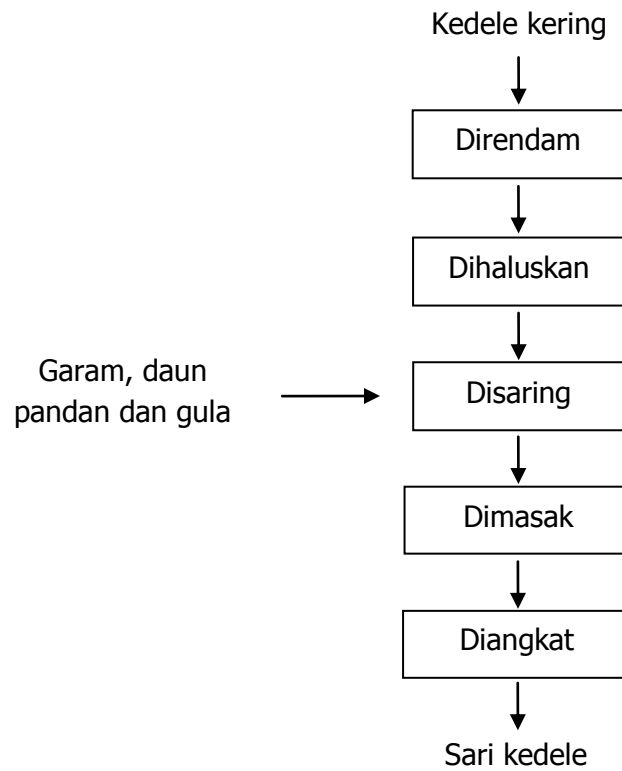 Kedele kering
Direndam
Dihaluskan
Garam, daun
pandan dan gula
Disaring
Dimasak
Diangkat
Sari kedele